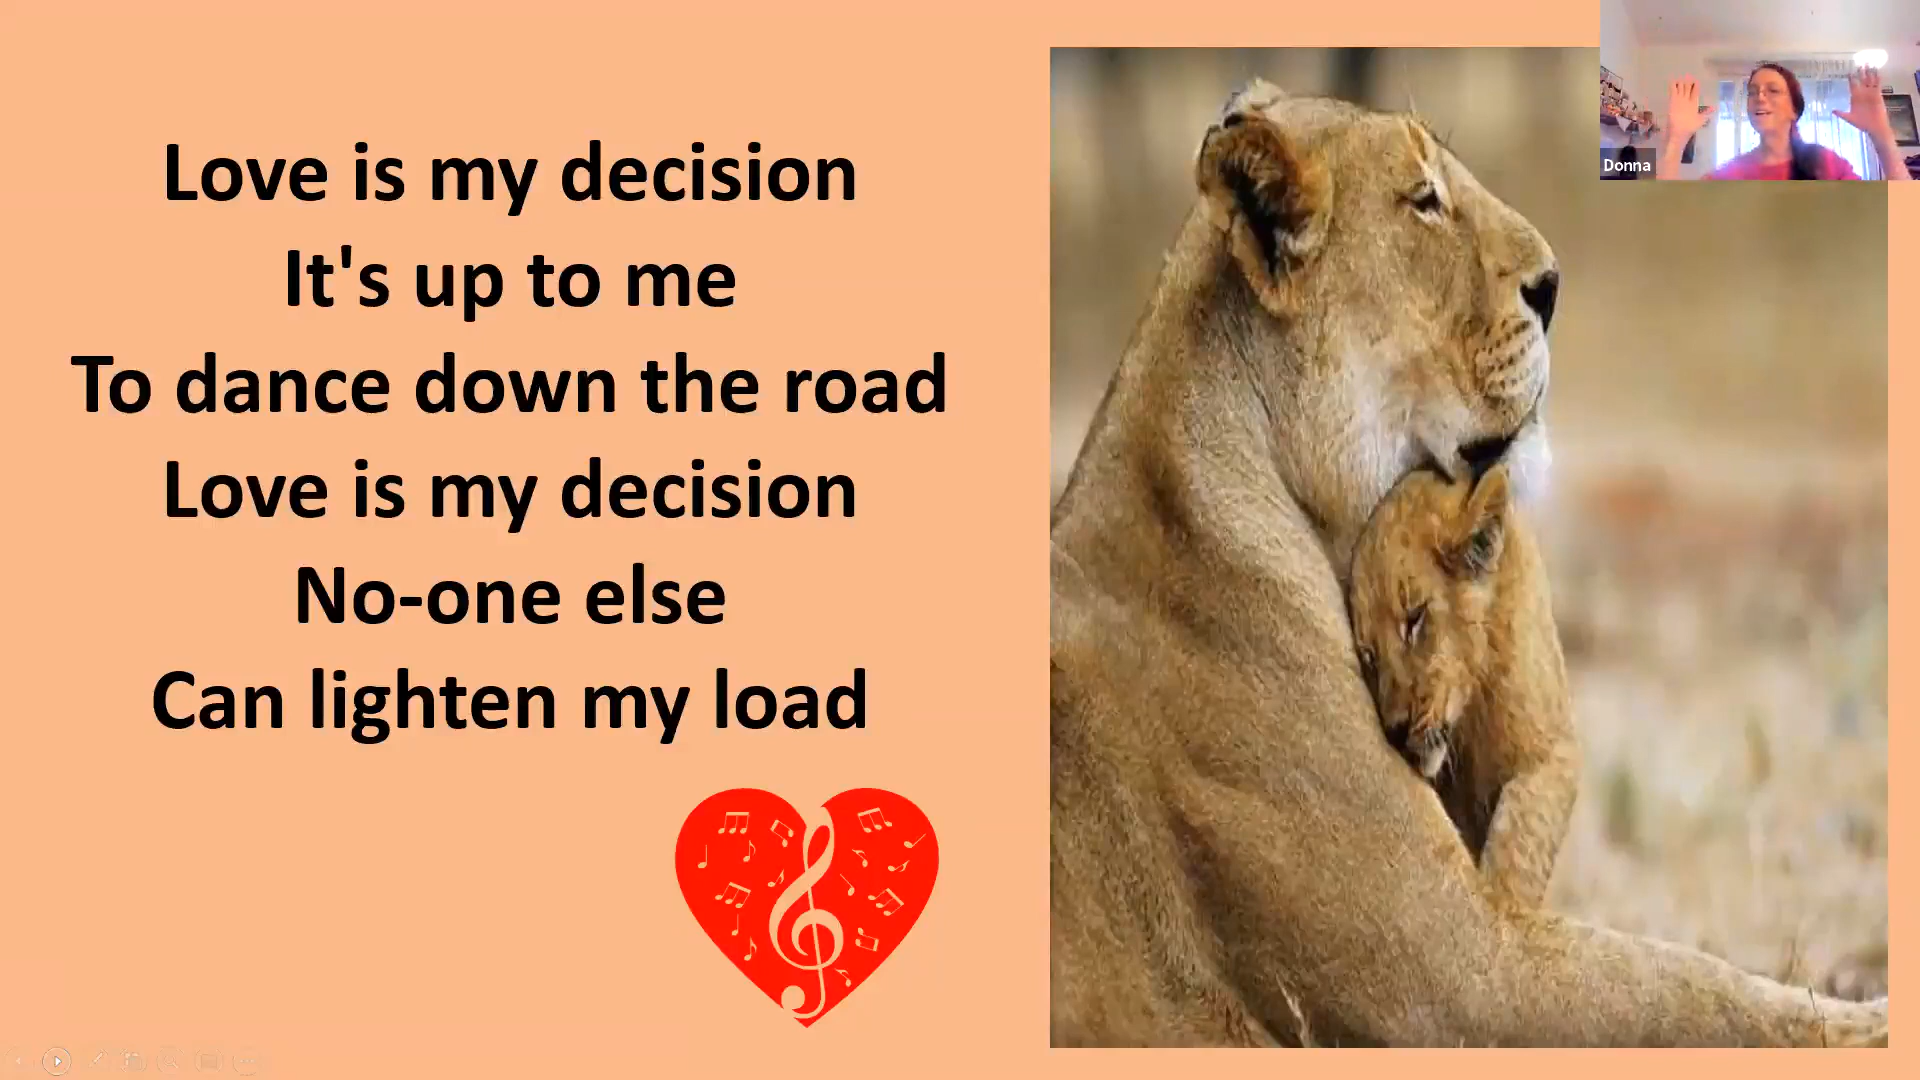 Love is my decision
It's up to me
To dance down the road
Love is my decision
No-one else
Can lighten my load
Donna